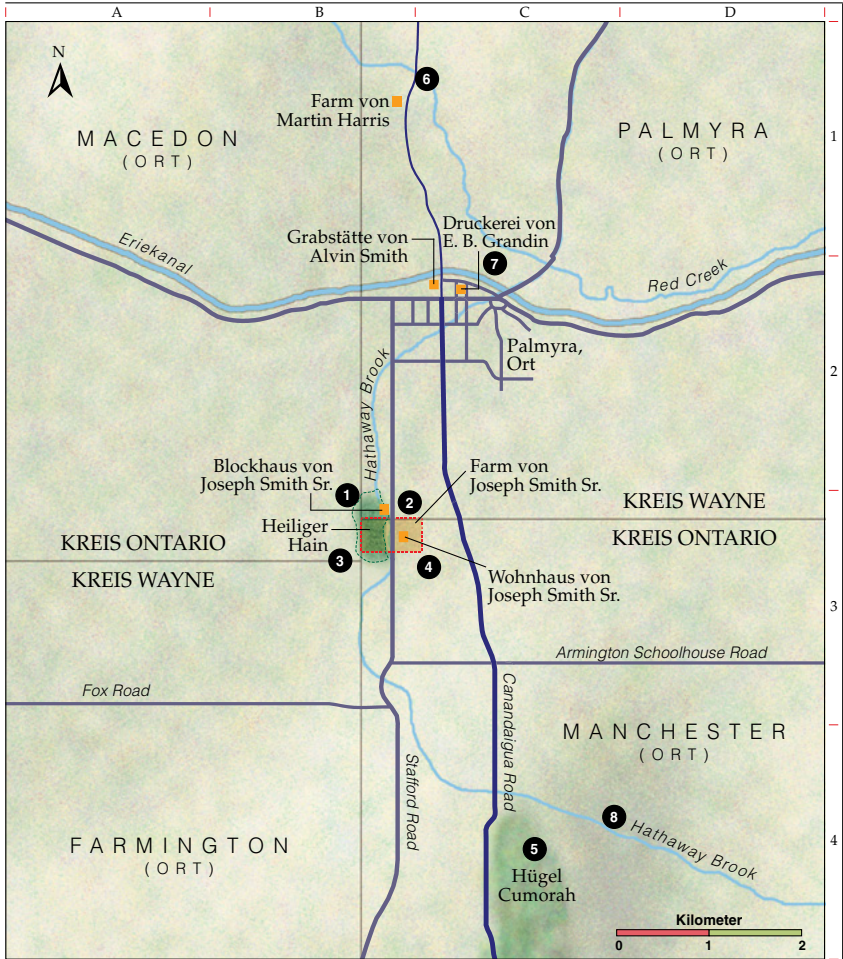 A
B
C
D
N
6
Farm von
Martin Harris
MACEDON
(ORT)
PALMYRA
(ORT)
1
Eriekanal
Grabstätte von
Alvin Smith
Druckerei von
E. B. Grandin
7
Red Creek
Palmyra,
Ort
2
Hathaway Brook
Blockhaus von
Joseph Smith Sr.
1
2
Farm von
Joseph Smith Sr.
KREIS WAYNE
KREIS ONTARIO
Heiliger
Hain
KREIS ONTARIO
KREIS WAYNE
3
4
Wohnhaus von
Joseph Smith Sr.
3
Armington Schoolhouse Road
Fox Road
Canandaigua Road
MANCHESTER
(ORT)
Stafford Road
8
Hathaway Brook
FARMINGTON
(ORT)
5
Hügel
Cumorah
4
Kilometer
0
1
2